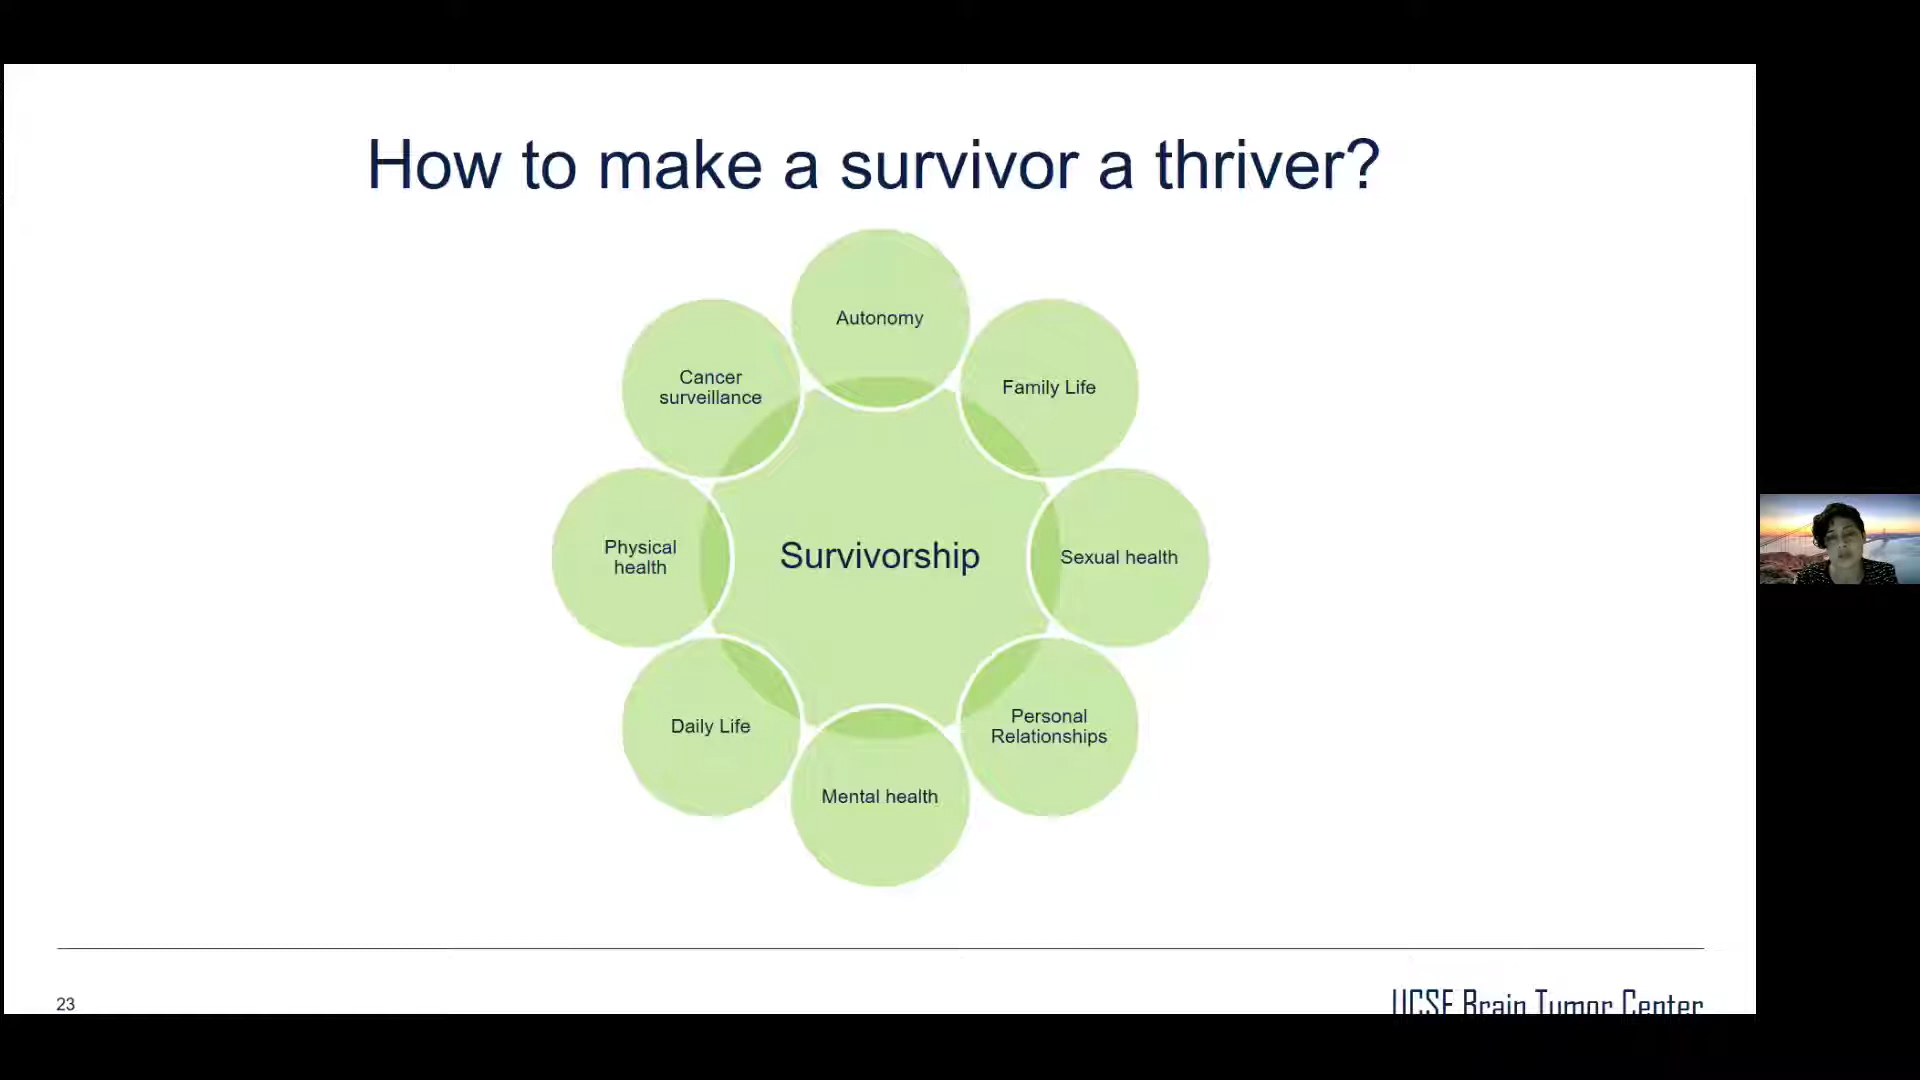 How to make a survivor a thriver?
Autonomy
Cancer
surveillance
Family Life
Physical
health
Survivorship
Sexual health
Daily Life
Personal
Relationships
Mental health
23
UCSF Brain Tumor Center